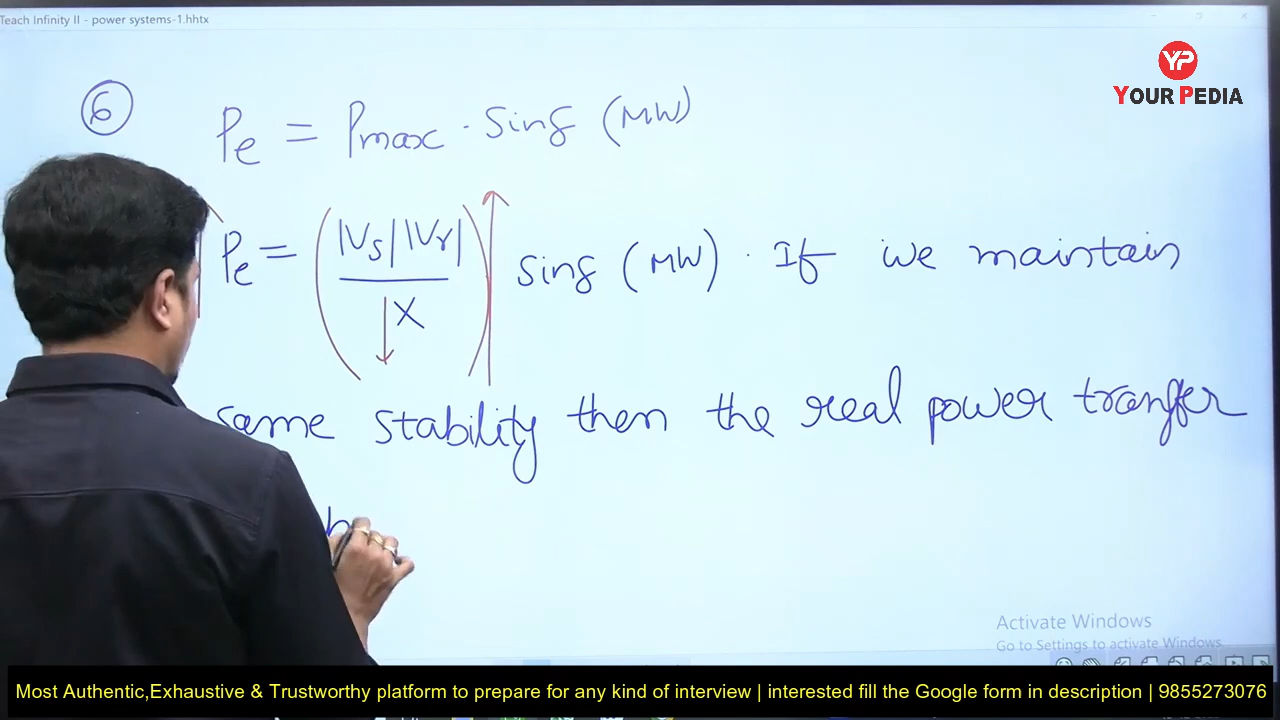 Teach Infinity II - power systems-1.hhtx
YP
YOUR PEDIA
6
Pe = Pmax . Sinδ (MW)
Pe = (|Vs| |Vr| / X) Sinδ (MW) . If we maintain
same stability then the real power transfer
Activate Windows
Go to Settings to activate Windows.
Most Authentic,Exhaustive & Trustworthy platform to prepare for any kind of interview | interested fill the Google form in description | 9855273076